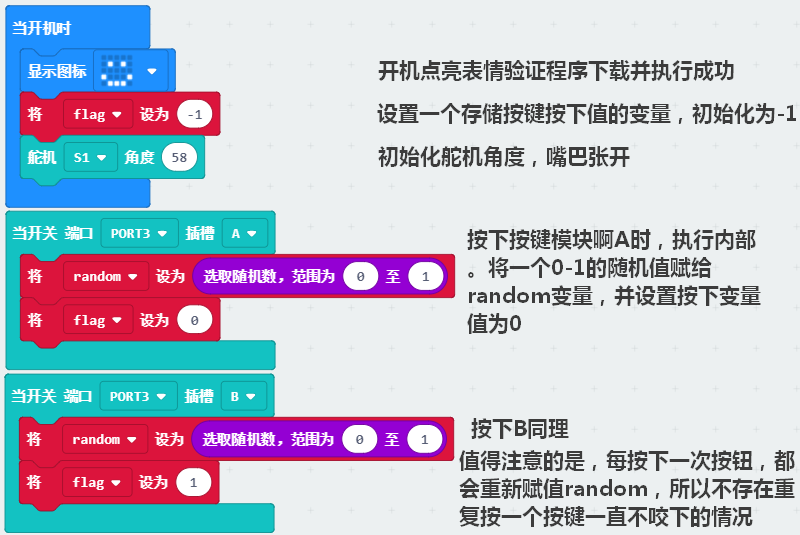 当开机时
显示图标
开机点亮表情验证程序下载并执行成功
将 flag 设为 -1
设置一个存储按键按下值的变量，初始化为-1
舵机 S1 角度 58
初始化舵机角度，嘴巴张开
当开关 端口 PORT3 插槽 A
将 random 设为 选取随机数，范围为 0 至 1
将 flag 设为 0
按下按键模块啊A时，执行内部
。将一个0-1的随机值赋给
random变量，并设置按下变量
值为0
当开关 端口 PORT3 插槽 B
将 random 设为 选取随机数，范围为 0 至 1
将 flag 设为 1
按下B同理
值得注意的是，每按下一次按钮，都
会重新赋值random，所以不存在重
复按一个按键一直不咬下的情况